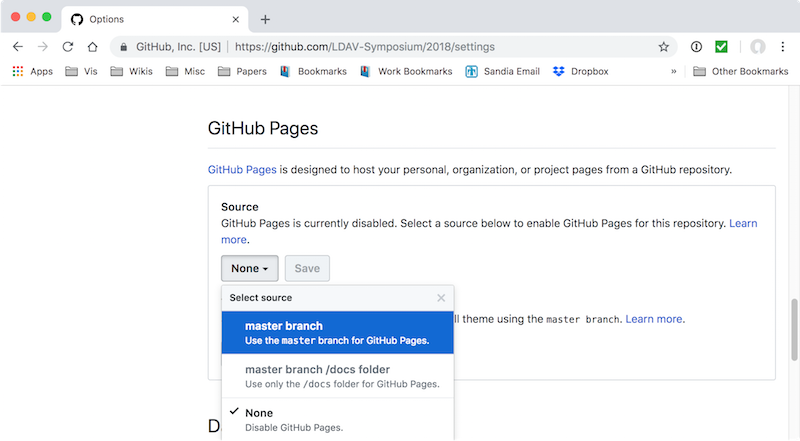 Options
GitHub, Inc. [US] | https://github.com/LDAV-Symposium/2018/settings
Apps Vis Wikis Misc Papers Bookmarks Work Bookmarks Sandia Email Dropbox » Other Bookmarks
GitHub Pages
GitHub Pages is designed to host your personal, organization, or project pages from a GitHub repository.
Source
GitHub Pages is currently disabled. Select a source below to enable GitHub Pages for this repository. Learn
more.
None Save
Select source
master branch
Use the master branch for GitHub Pages.
ll theme using the master branch. Learn more.
master branch /docs folder
Use only the /docs folder for GitHub Pages.
None
Disable GitHub Pages.
D